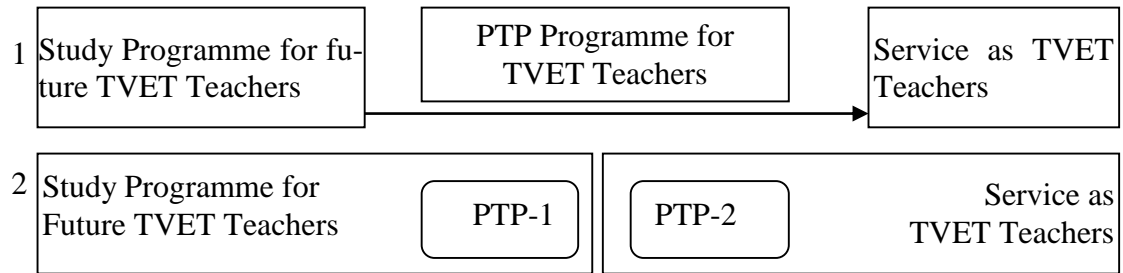 1
Study Programme for fu-
ture TVET Teachers
PTP Programme for
TVET Teachers
Service as TVET
Teachers
2
Study Programme for
Future TVET Teachers
PTP-1
PTP-2
Service as
TVET Teachers